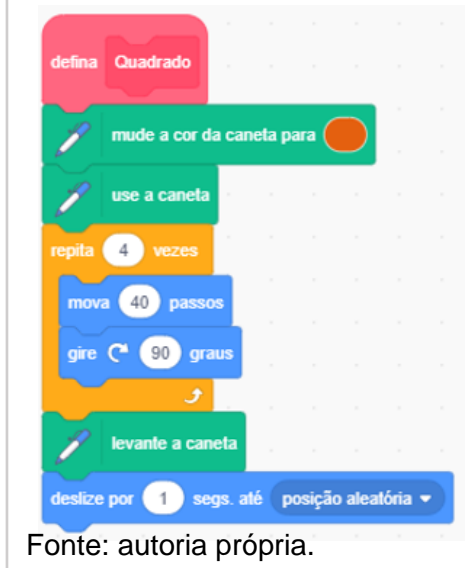 defina Quadrado
mude a cor da caneta para
use a caneta
repita 4 vezes
mova 40 passos
gire 90 graus
levante a caneta
deslize por 1 segs. até posição aleatória
Fonte: autoria própria.